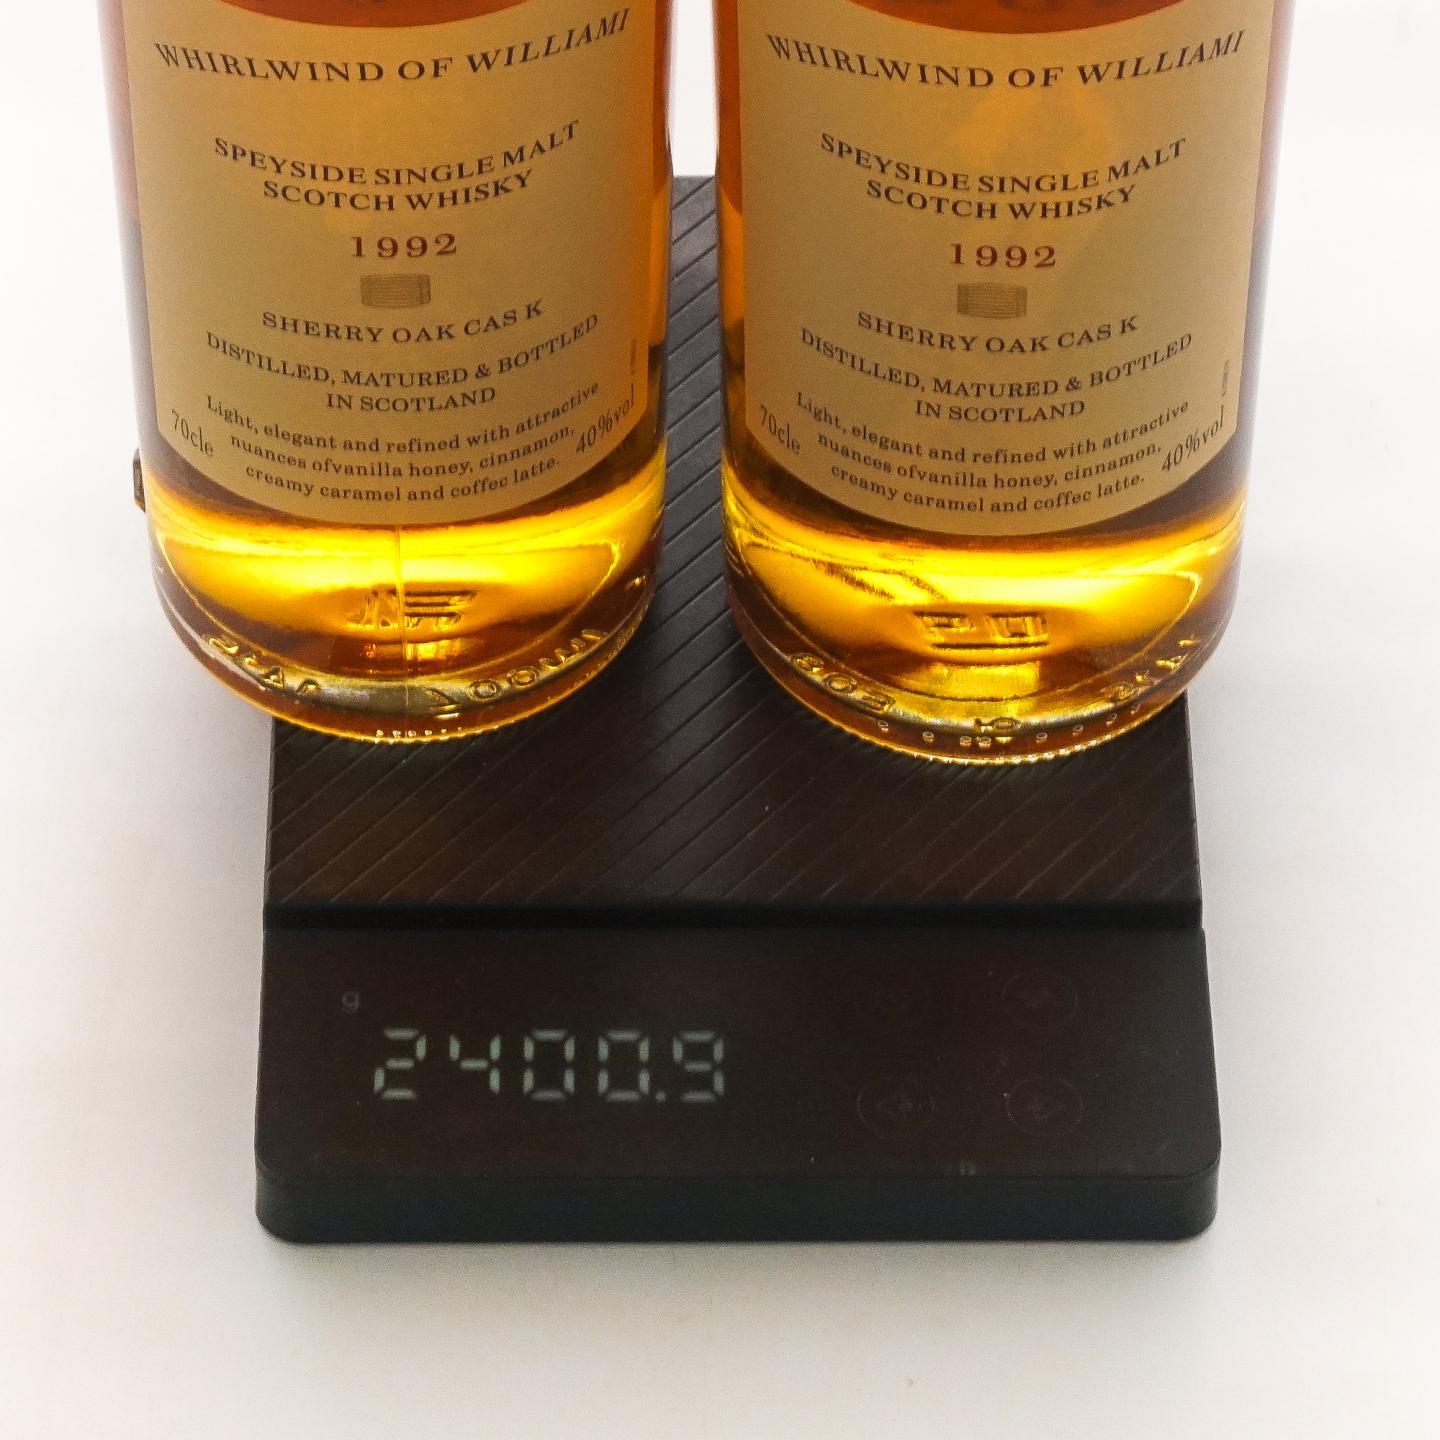 WHIRLWIND OF WILLIAMI
SPEYSIDE SINGLE MALT
SCOTCH WHISKY
1992
SHERRY OAK CASK
DISTILLED, MATURED & BOTTLED
IN SCOTLAND
Light, elegant and refined with attractive
nuances ofvanilla honey, cinnamon,
creamy caramel and coffec latte.
70cle
40%vol
WHIRLWIND OF WILLIAMI
SPEYSIDE SINGLE MALT
SCOTCH WHISKY
1992
SHERRY OAK CASK
DISTILLED, MATURED & BOTTLED
IN SCOTLAND
Light, elegant and refined with attractive
nuances ofvanilla honey, cinnamon,
creamy caramel and coffec latte.
70cle
40%vol
g
2400.9